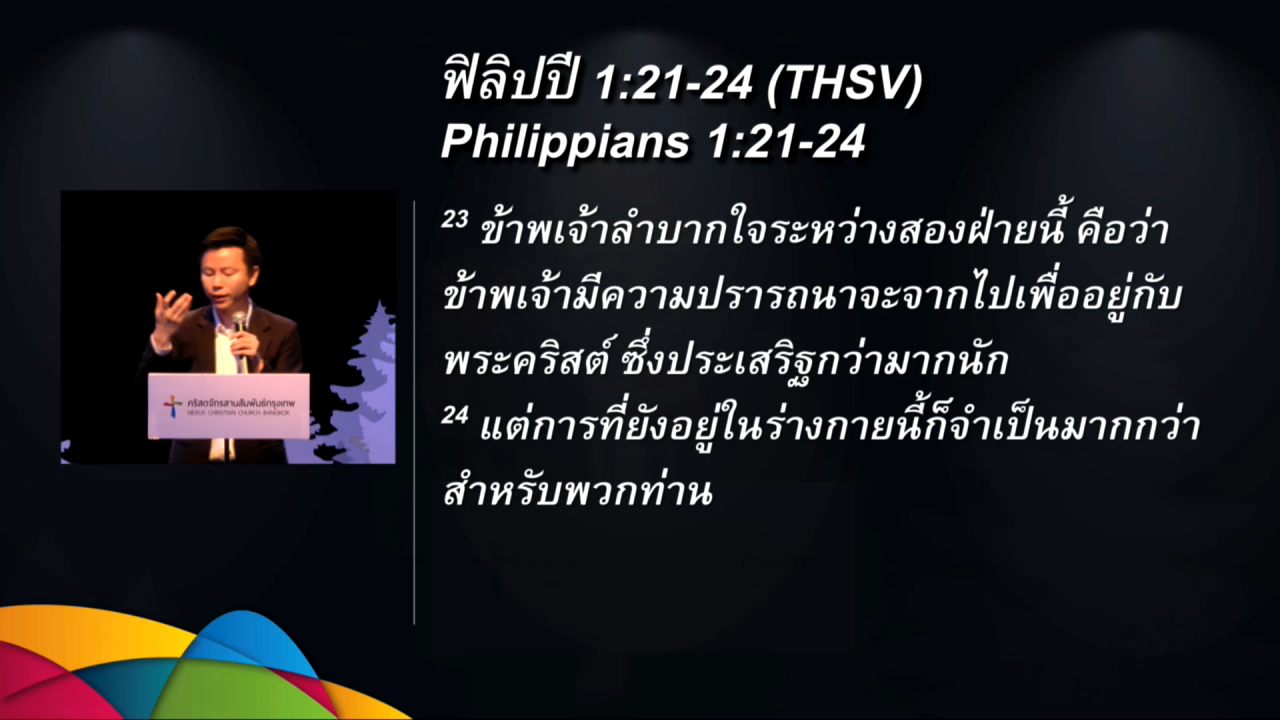 ฟิลิปปี 1:21-24 (THSV)
Philippians 1:21-24
23 ข้าพเจ้าลำบากใจระหว่างสองฝ่ายนี้ คือว่า
ข้าพเจ้ามีความปรารถนาจะจากไปเพื่ออยู่กับ
พระคริสต์ ซึ่งประเสริฐกว่ามากนัก
24 แต่การที่ยังอยู่ในร่างกายนี้ก็จำเป็นมากกว่า
สำหรับพวกท่าน
คริสตจักรสานสัมพันธ์กรุงเทพ
NEXUS CHRISTIAN CHURCH BANGKOK